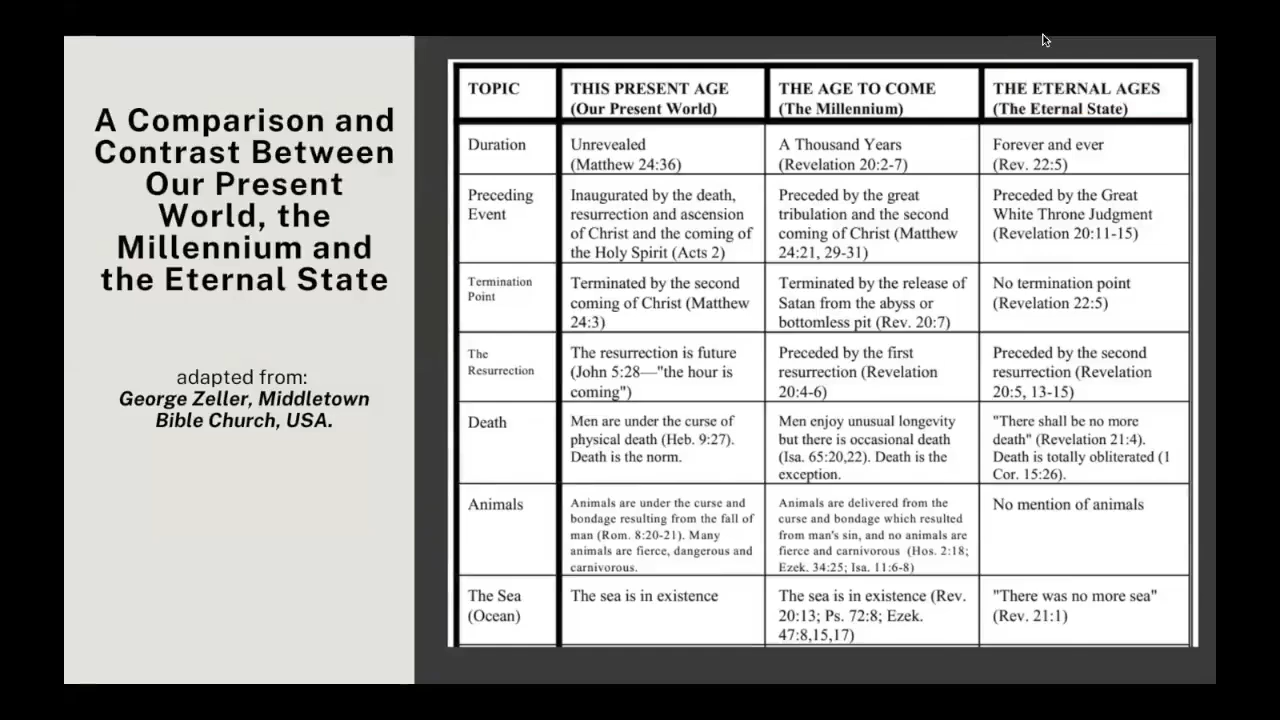 A Comparison and
Contrast Between
Our Present
World, the
Millennium and
the Eternal State
adapted from:
George Zeller, Middletown
Bible Church, USA.
TOPIC
THIS PRESENT AGE
(Our Present World)
THE AGE TO COME
(The Millennium)
THE ETERNAL AGES
(The Eternal State)
Duration
Unrevealed
(Matthew 24:36)
A Thousand Years
(Revelation 20:2-7)
Forever and ever
(Rev. 22:5)
Preceding
Event
Inaugurated by the death,
resurrection and ascension
of Christ and the coming of
the Holy Spirit (Acts 2)
Preceded by the great
tribulation and the second
coming of Christ (Matthew
24:21, 29-31)
Preceded by the Great
White Throne Judgment
(Revelation 20:11-15)
Termination
Point
Terminated by the second
coming of Christ (Matthew
24:3)
Terminated by the release of
Satan from the abyss or
bottomless pit (Rev. 20:7)
No termination point
(Revelation 22:5)
The
Resurrection
The resurrection is future
(John 5:28—"the hour is
coming")
Preceded by the first
resurrection (Revelation
20:4-6)
Preceded by the second
resurrection (Revelation
20:5, 13-15)
Death
Men are under the curse of
physical death (Heb. 9:27).
Death is the norm.
Men enjoy unusual longevity
but there is occasional death
(Isa. 65:20,22). Death is the
exception.
"There shall be no more
death" (Revelation 21:4).
Death is totally obliterated (1
Cor. 15:26).
Animals
Animals are under the curse and
bondage resulting from the fall of
man (Rom. 8:20-21). Many
animals are fierce, dangerous and
carnivorous.
Animals are delivered from the
curse and bondage which resulted
from man's sin, and no animals are
fierce and carnivorous (Hos. 2:18;
Ezek. 34:25; Isa. 11:6-8)
No mention of animals
The Sea
(Ocean)
The sea is in existence
The sea is in existence (Rev.
20:13; Ps. 72:8; Ezek.
47:8,15,17)
"There was no more sea"
(Rev. 21:1)